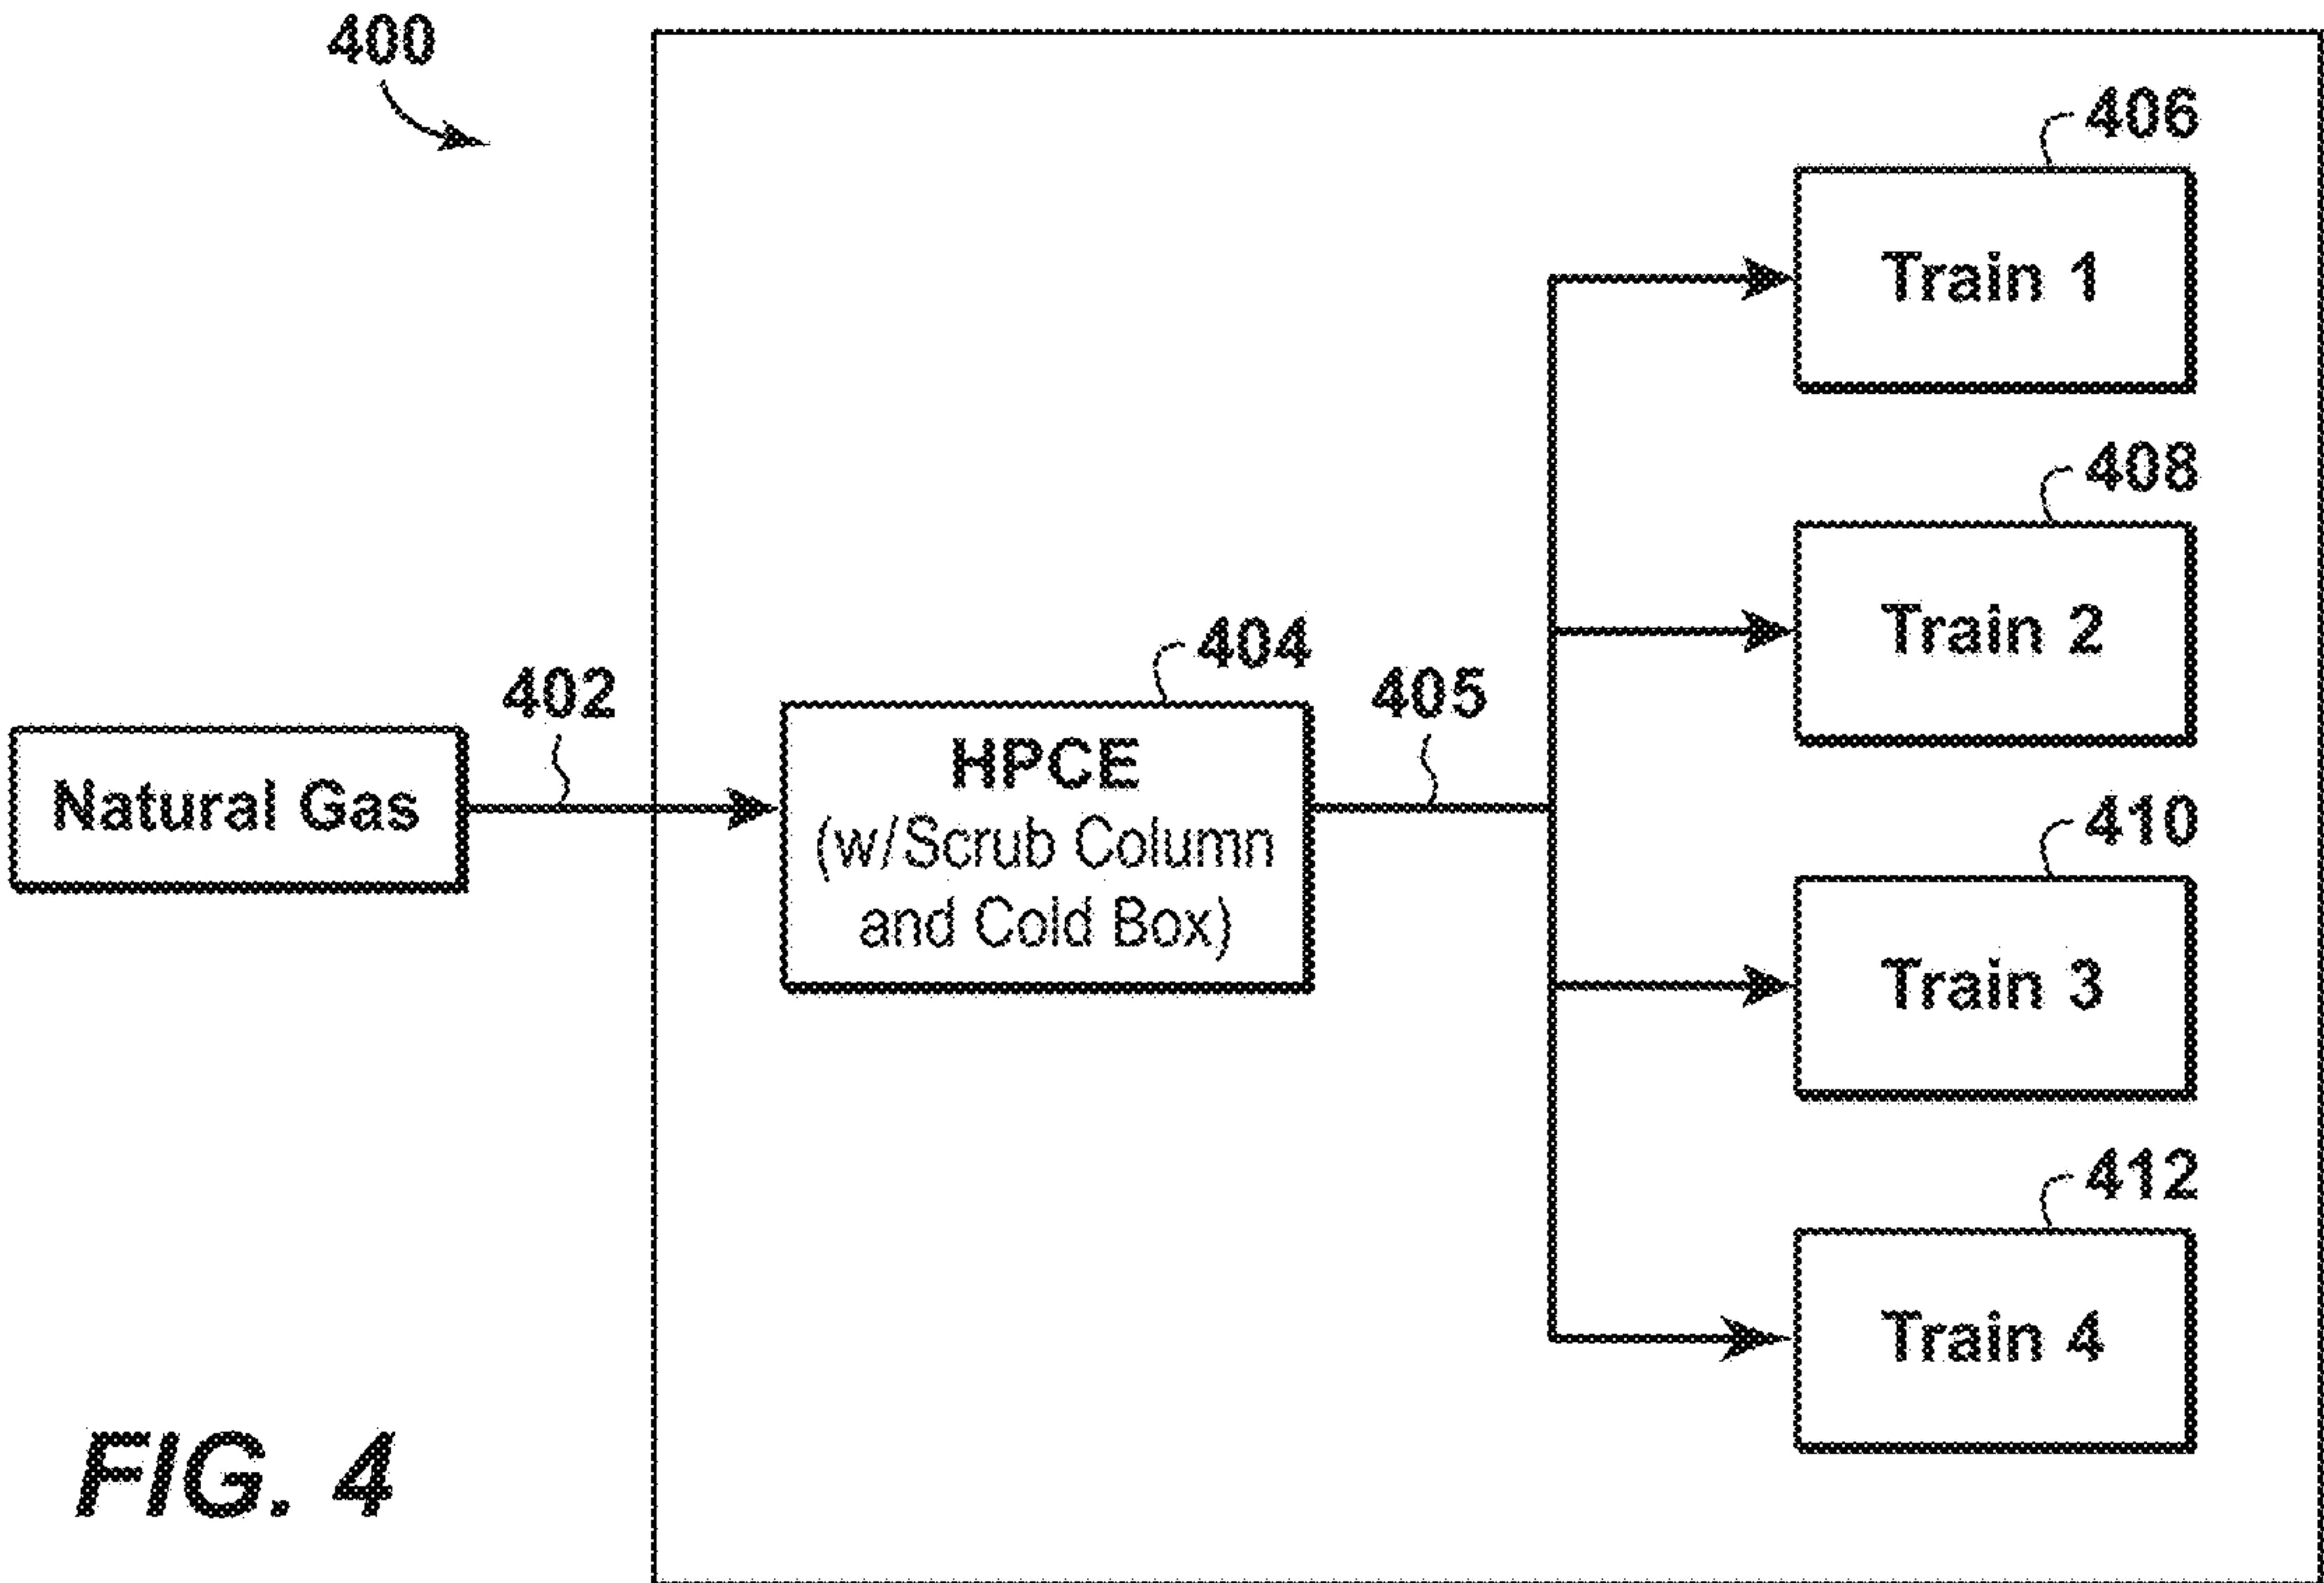 400
406
Train 1
408
Train 2
404
402
405
HPCE
(w/Scrub Column
and Cold Box)
Natural Gas
410
Train 3
412
Train 4
FIG. 4